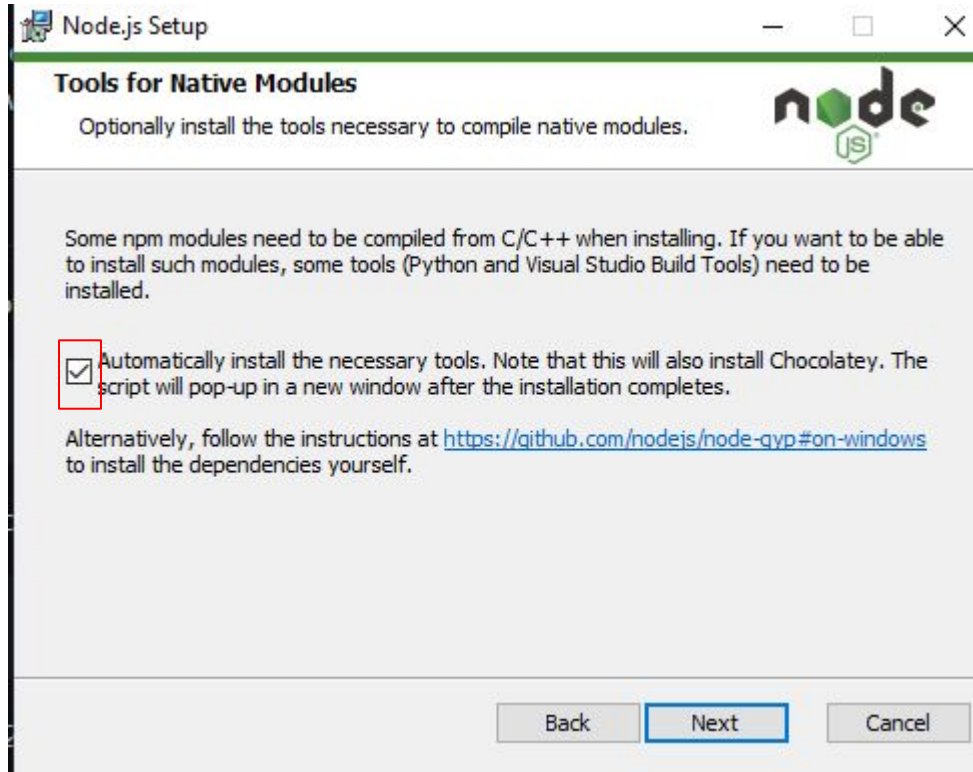 Node.js Setup
Tools for Native Modules
node
JS
Optionally install the tools necessary to compile native modules.
Some npm modules need to be compiled from C/C++ when installing. If you want to be able
to install such modules, some tools (Python and Visual Studio Build Tools) need to be
installed.
Automatically install the necessary tools. Note that this will also install Chocolatey. The
script will pop-up in a new window after the installation completes.
Alternatively, follow the instructions at https://github.com/nodejs/node-gyp#on-windows
to install the dependencies yourself.
Back
Next
Cancel